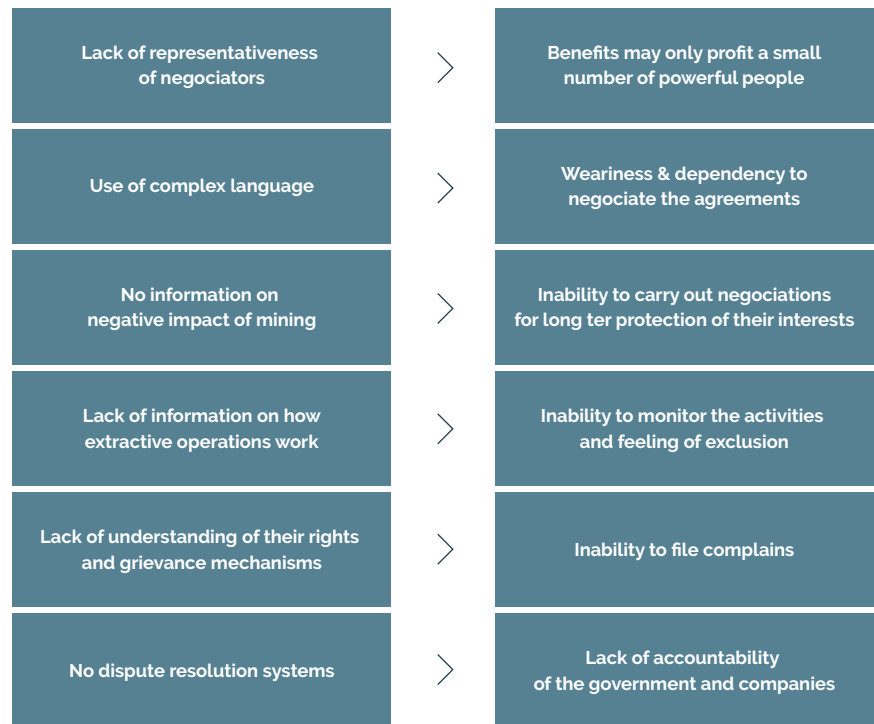 Lack of representativeness
of negociators
Benefits may only profit a small
number of powerful people
Use of complex language
Weariness & dependency to
negociate the agreements
No information on
negative impact of mining
Inability to carry out negociations
for long ter protection of their interests
Lack of information on how
extractive operations work
Inability to monitor the activities
and feeling of exclusion
Lack of understanding of their rights
and grievance mechanisms
Inability to file complains
No dispute resolution systems
Lack of accountability
of the government and companies